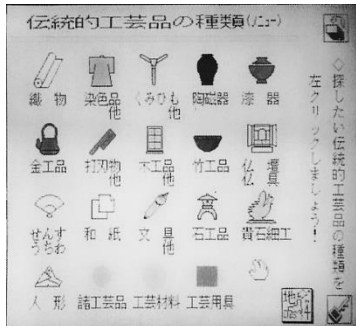 伝統的工芸品の種類(メニュー)
◇探したい伝統的工芸品の種類を
左クリックしましょう!
織物
染色品
他
くみひも
他
陶磁器
漆器
金工品
打刃物
他
木工品
他
竹工品
仏壇
仏具
せんす
うちわ
和紙
文具
他
石工品
貴石細工
人形
諸工芸品
工芸材料
工芸用具